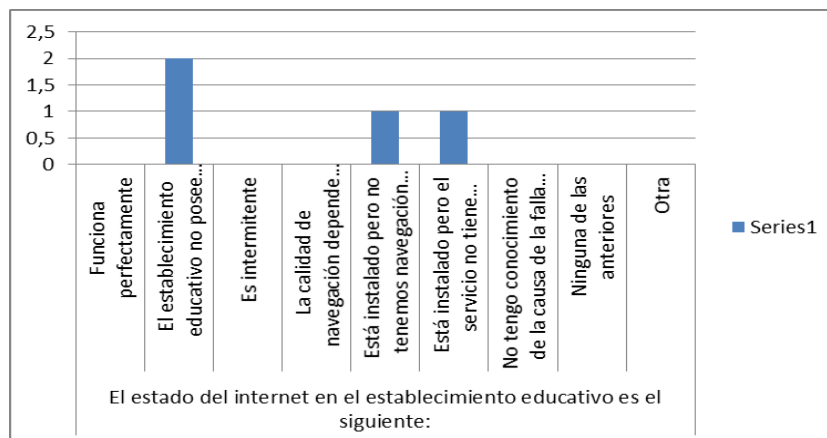 2,5
2
1,5
1
0,5
0
Funciona
perfectamente
El establecimiento
educativo no posee...
Es intermitente
La calidad de
navegación depende...
Está instalado pero no
tenemos navegación...
Está instalado pero el
servicio no tiene...
No tengo conocimiento
de la causa de la falla...
Ninguna de las
anteriores
Otra
El estado del internet en el establecimiento educativo es el
siguiente:
Series1